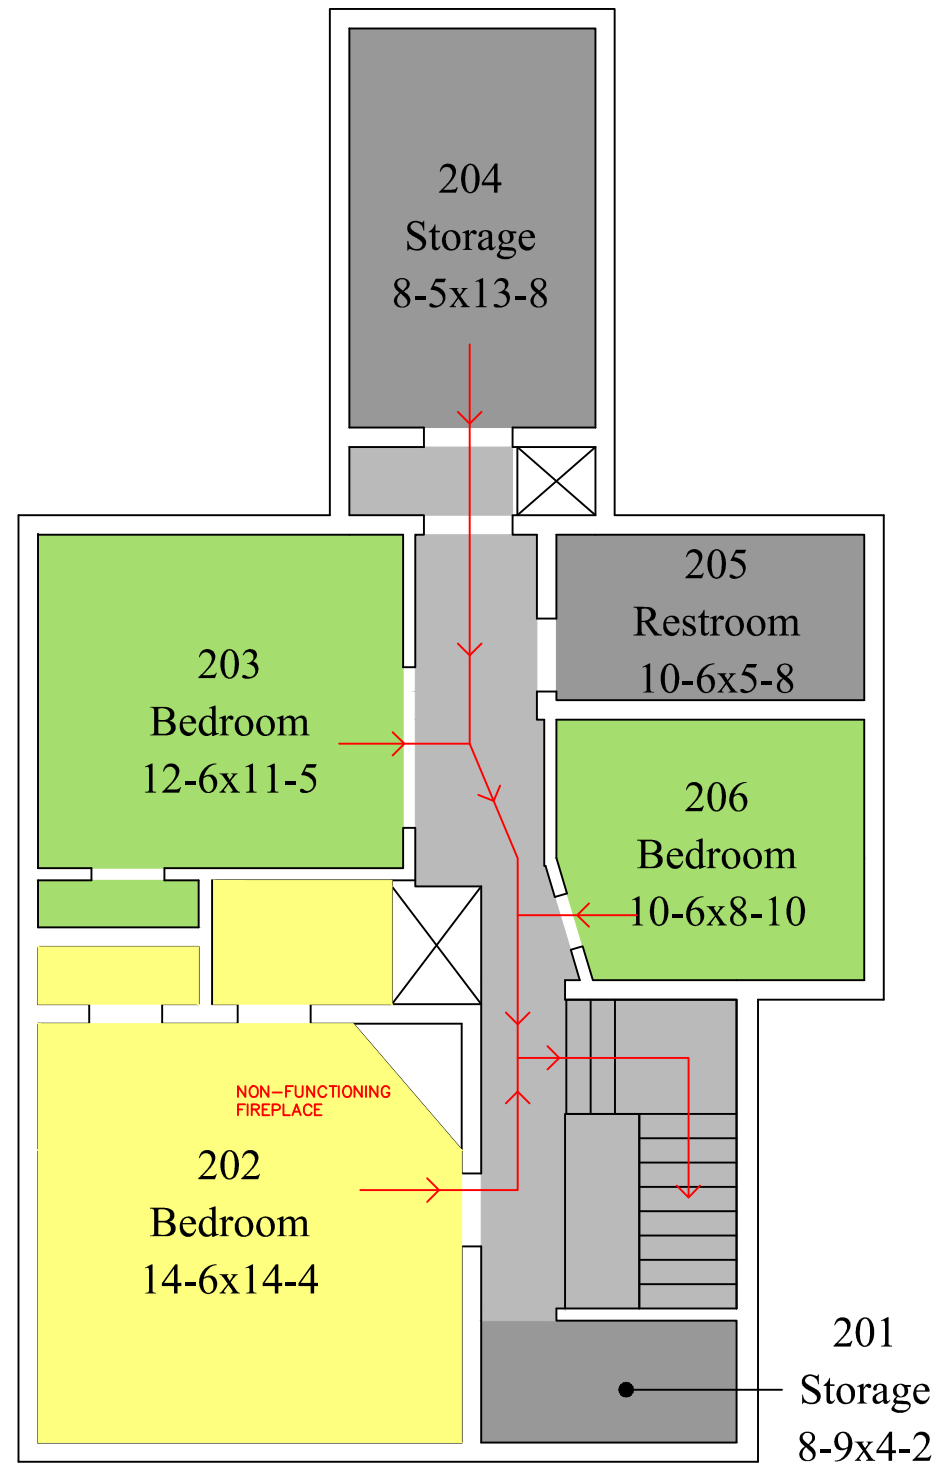 204
Storage
8-5x13-8
205
Restroom
10-6x5-8
203
Bedroom
12-6x11-5
206
Bedroom
10-6x8-10
NON-FUNCTIONING
FIREPLACE
202
Bedroom
14-6x14-4
201
Storage
8-9x4-2